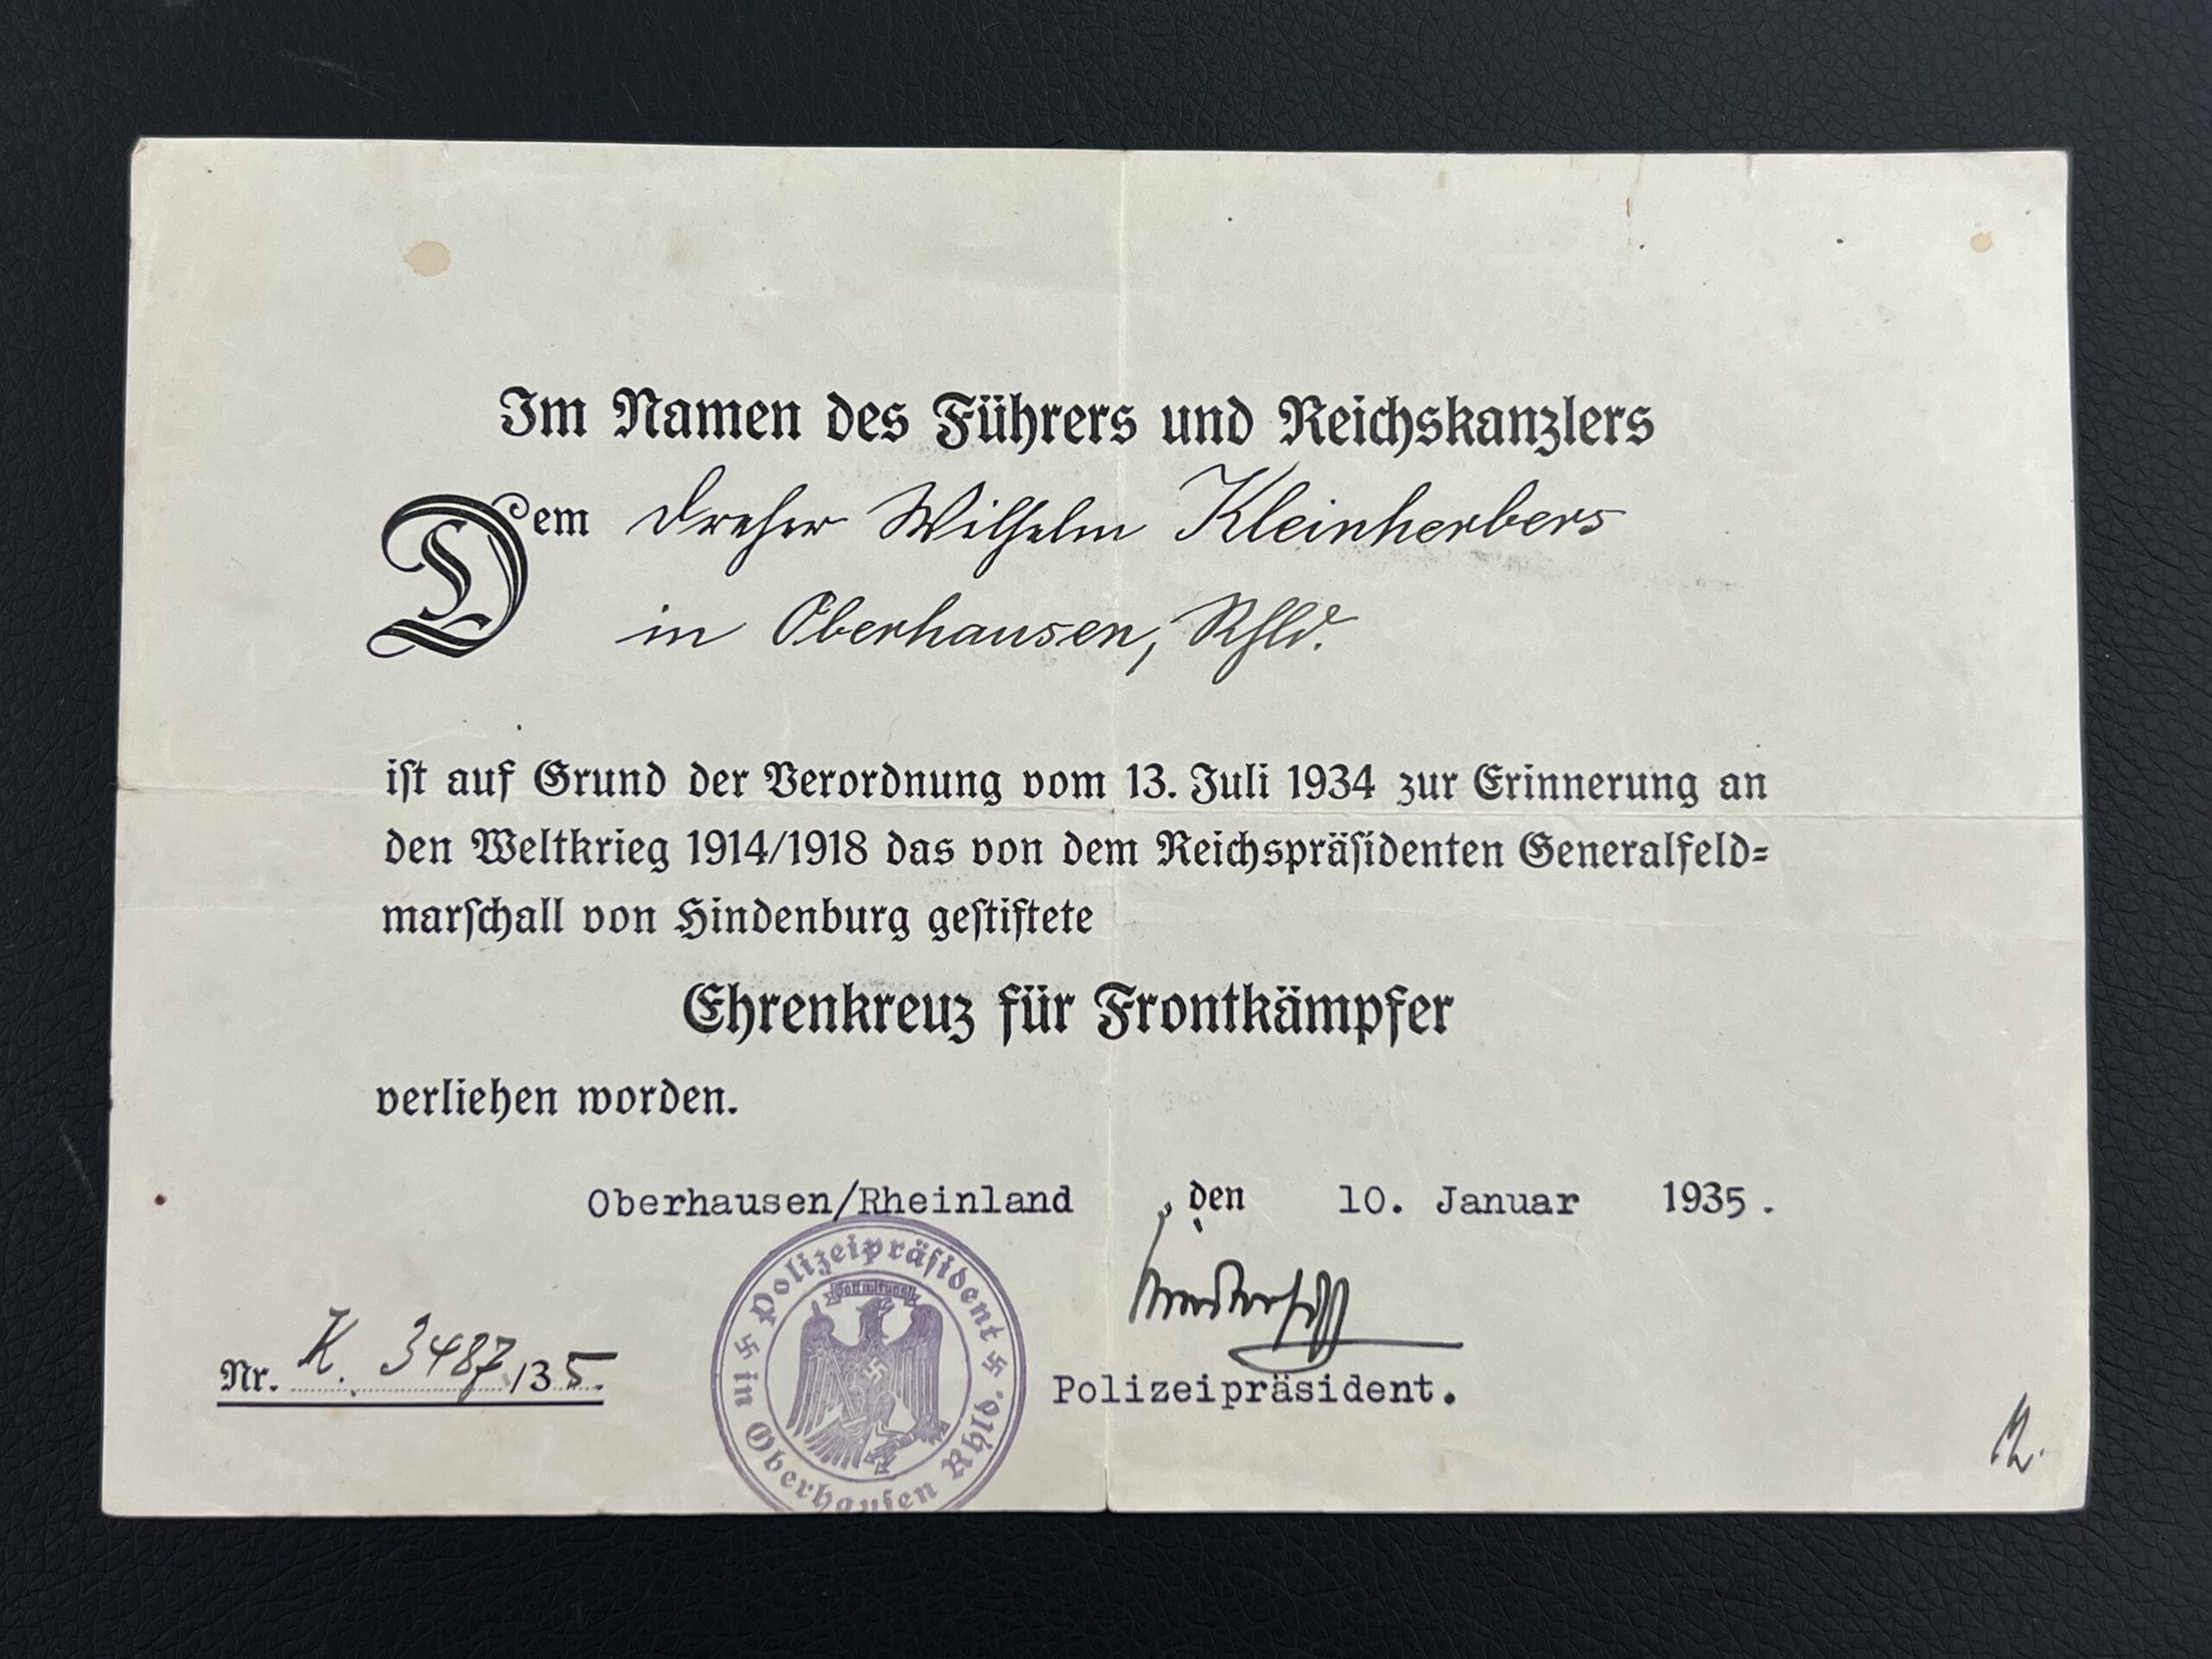 Im Namen des Führers und Reichskanzlers
Dem Dreher Wilhelm Kleinherbers
in Oberhausen, Rhld.
iſt auf Grund der Verordnung vom 13. Juli 1934 zur Erinnerung an
den Weltkrieg 1914/1918 das von dem Reichspräſidenten Generalfeld=
marſchall von Hindenburg geſtiftete
Ehrenkreuz für Frontkämpfer
verliehen worden.
Oberhausen/Rheinland, den 10. Januar 1935.
Polizeipräſident in Oberhauſen Rhld.
Gott mit uns!
Nr. K. 3487/35.
Polizeipräsident.